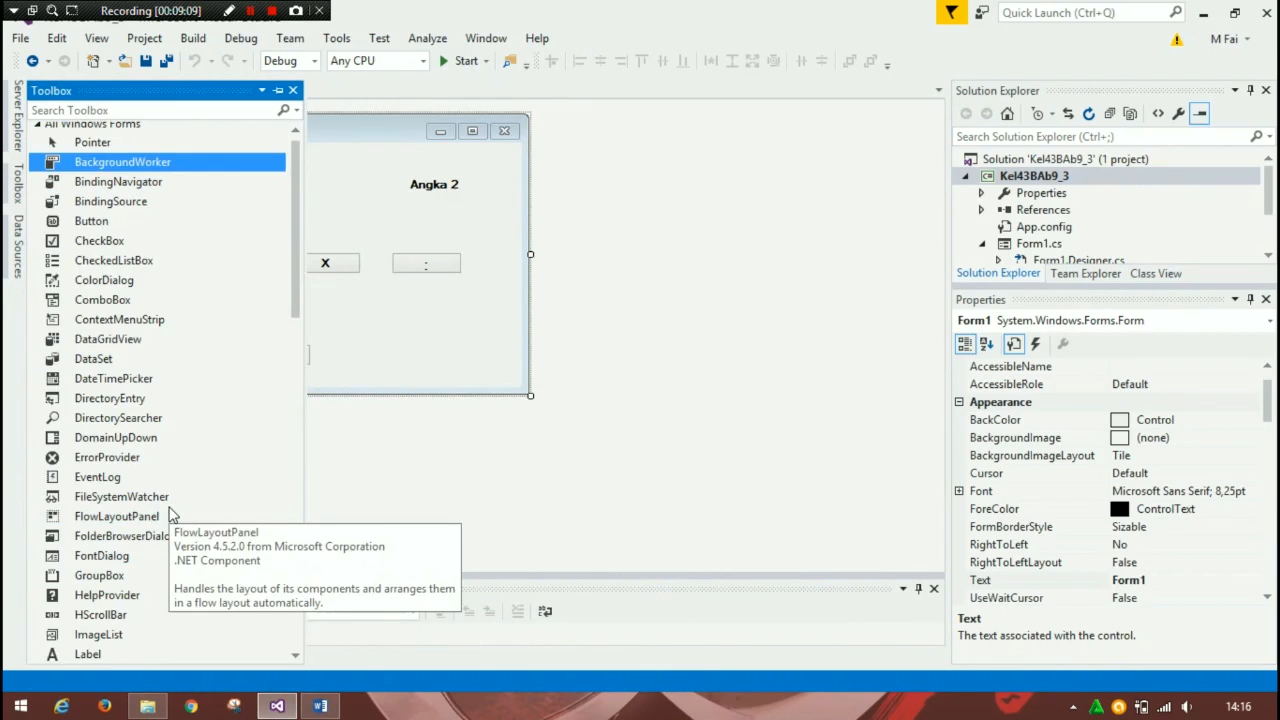 Recording [00:09:09]
Quick Launch (Ctrl+Q)
File Edit View Project Build Debug Team Tools Test Analyze Window Help
M Fai
Debug Any CPU Start
Server Explorer
Toolbox
Data Sources
Toolbox
Search Toolbox
All Windows Forms
Pointer
BackgroundWorker
BindingNavigator
BindingSource
Button
CheckBox
CheckedListBox
ColorDialog
ComboBox
ContextMenuStrip
DataGridView
DataSet
DateTimePicker
DirectoryEntry
DirectorySearcher
DomainUpDown
ErrorProvider
EventLog
FileSystemWatcher
FlowLayoutPanel
FolderBrowserDialo
FontDialog
GroupBox
HelpProvider
HScrollBar
ImageList
Label
FlowLayoutPanel
Version 4.5.2.0 from Microsoft Corporation
.NET Component
Handles the layout of its components and arranges them
in a flow layout automatically.
Angka 2
X :
Solution Explorer
Search Solution Explorer (Ctrl+;)
Solution 'Kel43BAb9_3' (1 project)
Kel43BAb9_3
Properties
References
App.config
Form1.cs
Form1.Designer.cs
Solution Explorer Team Explorer Class View
Properties
Form1 System.Windows.Forms.Form
AccessibleName
AccessibleRole Default
Appearance
BackColor Control
BackgroundImage (none)
BackgroundImageLayout Tile
Cursor Default
Font Microsoft Sans Serif; 8,25pt
ForeColor ControlText
FormBorderStyle Sizable
RightToLeft No
RightToLeftLayout False
Text Form1
UseWaitCursor False
Text
The text associated with the control.
14:16